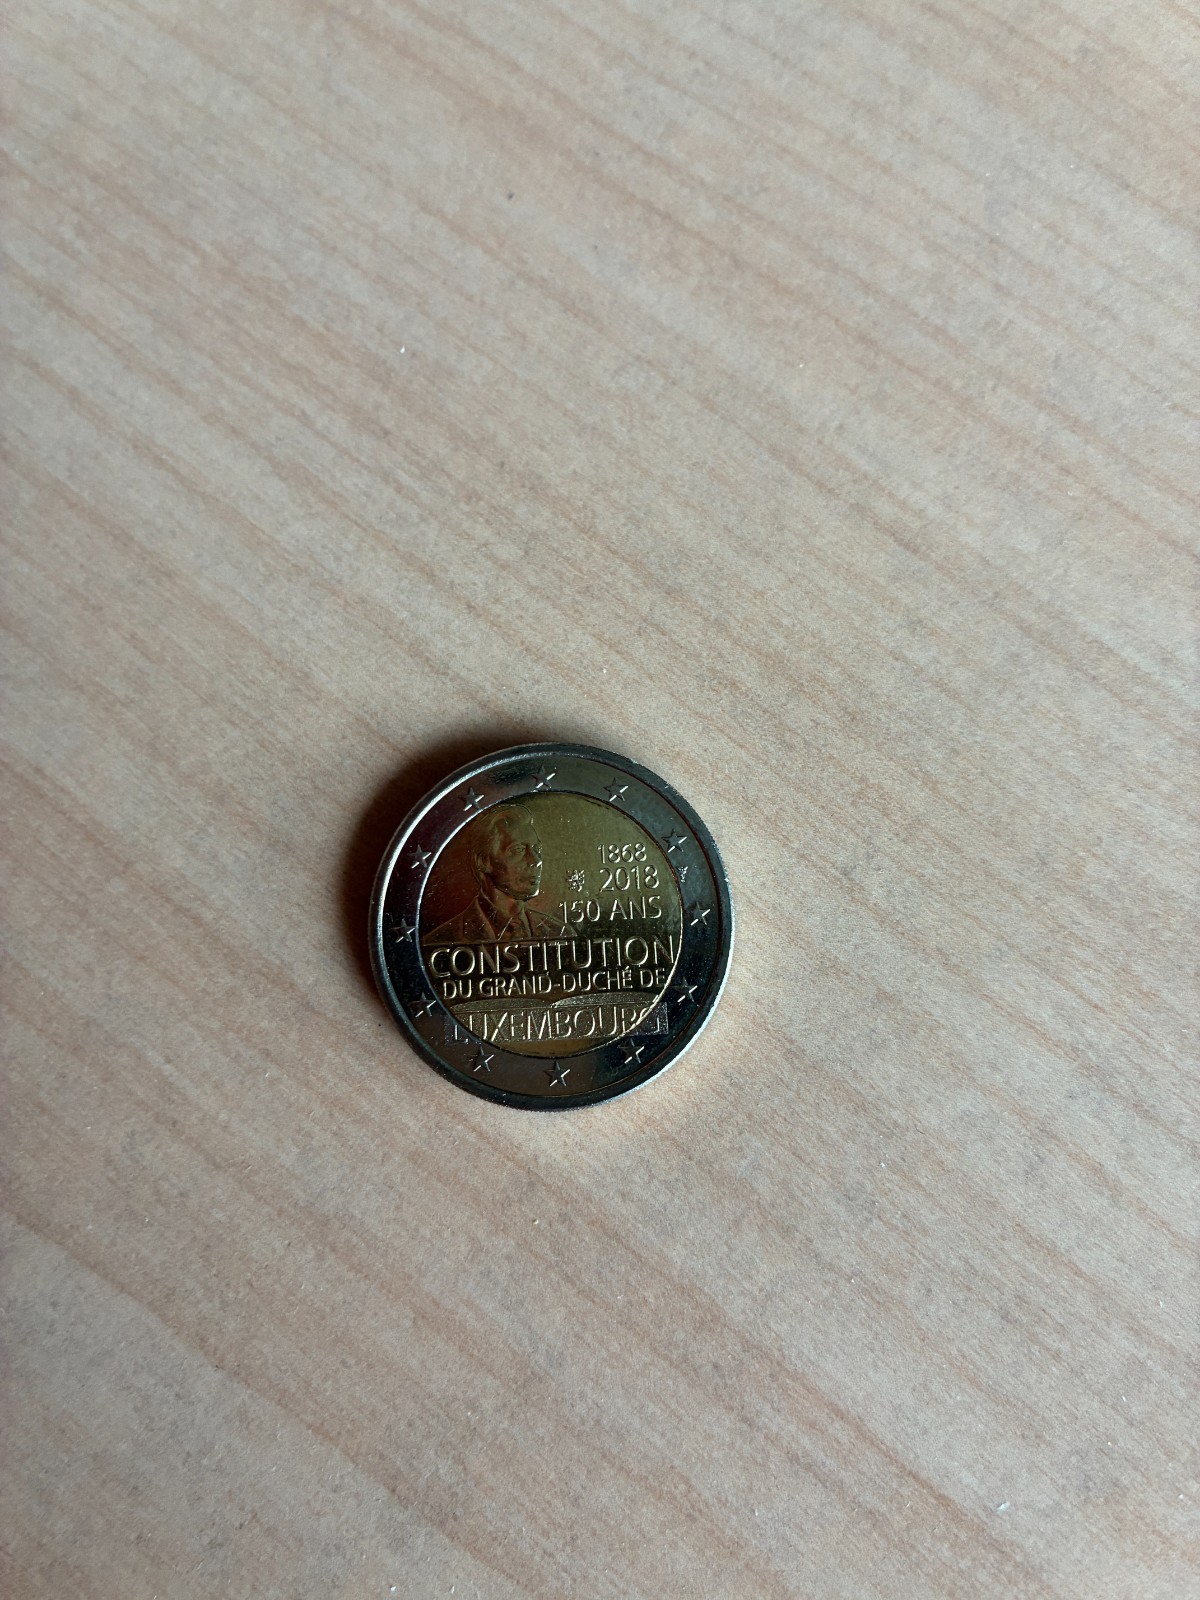 1868
2018
150 ANS
CONSTITUTION
DU GRAND-DUCHÉ DE
LUXEMBOURG